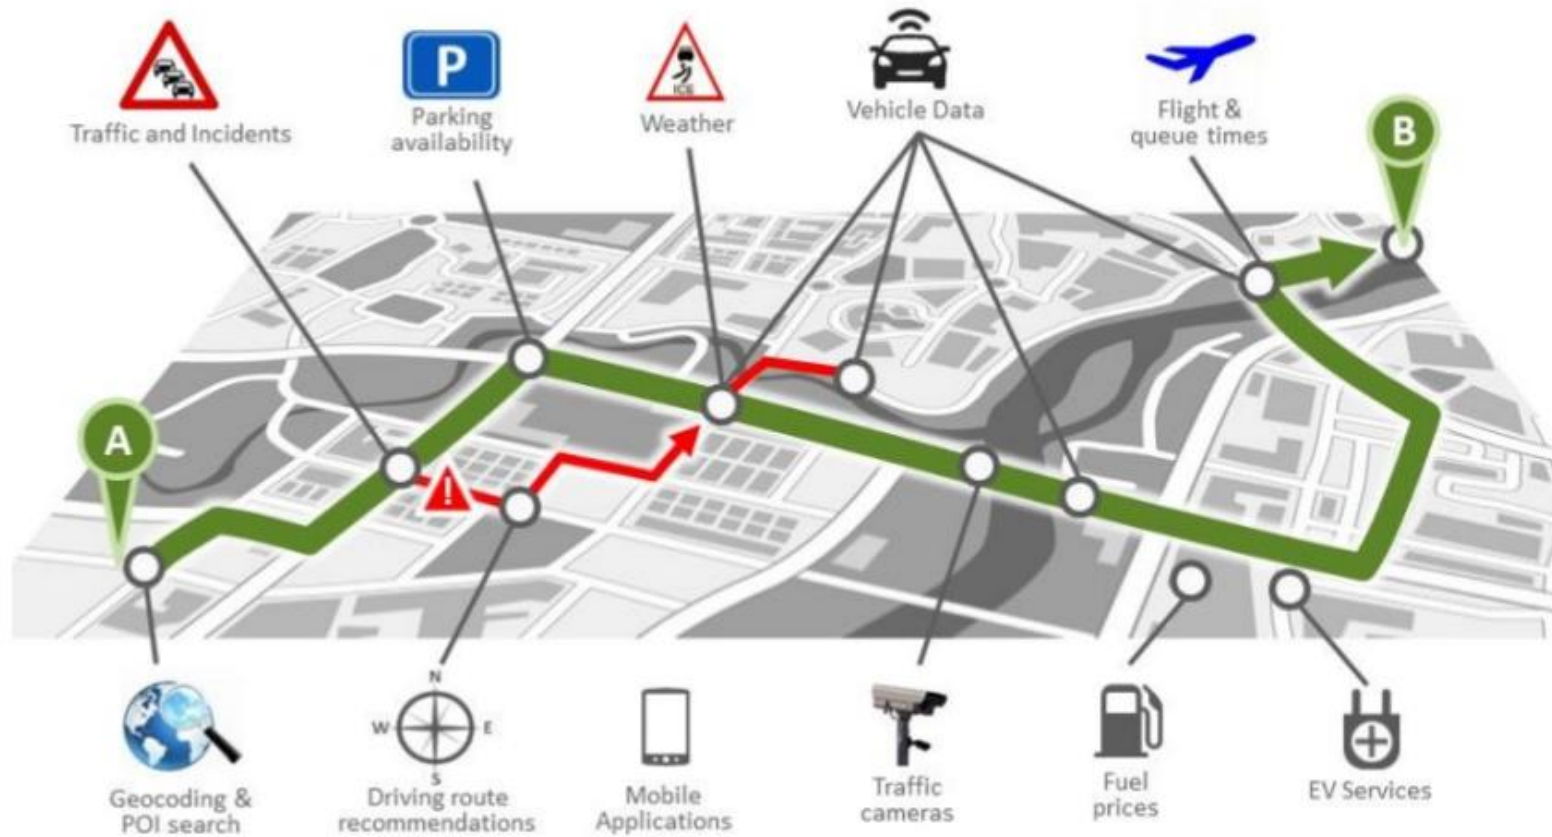 P
ICE
Traffic and Incidents
Parking
availability
Weather
Vehicle Data
Flight &
queue times
B
A
!
N
W E
S
Geocoding &
POI search
Driving route
recommendations
Mobile
Applications
Traffic
cameras
Fuel
prices
EV Services